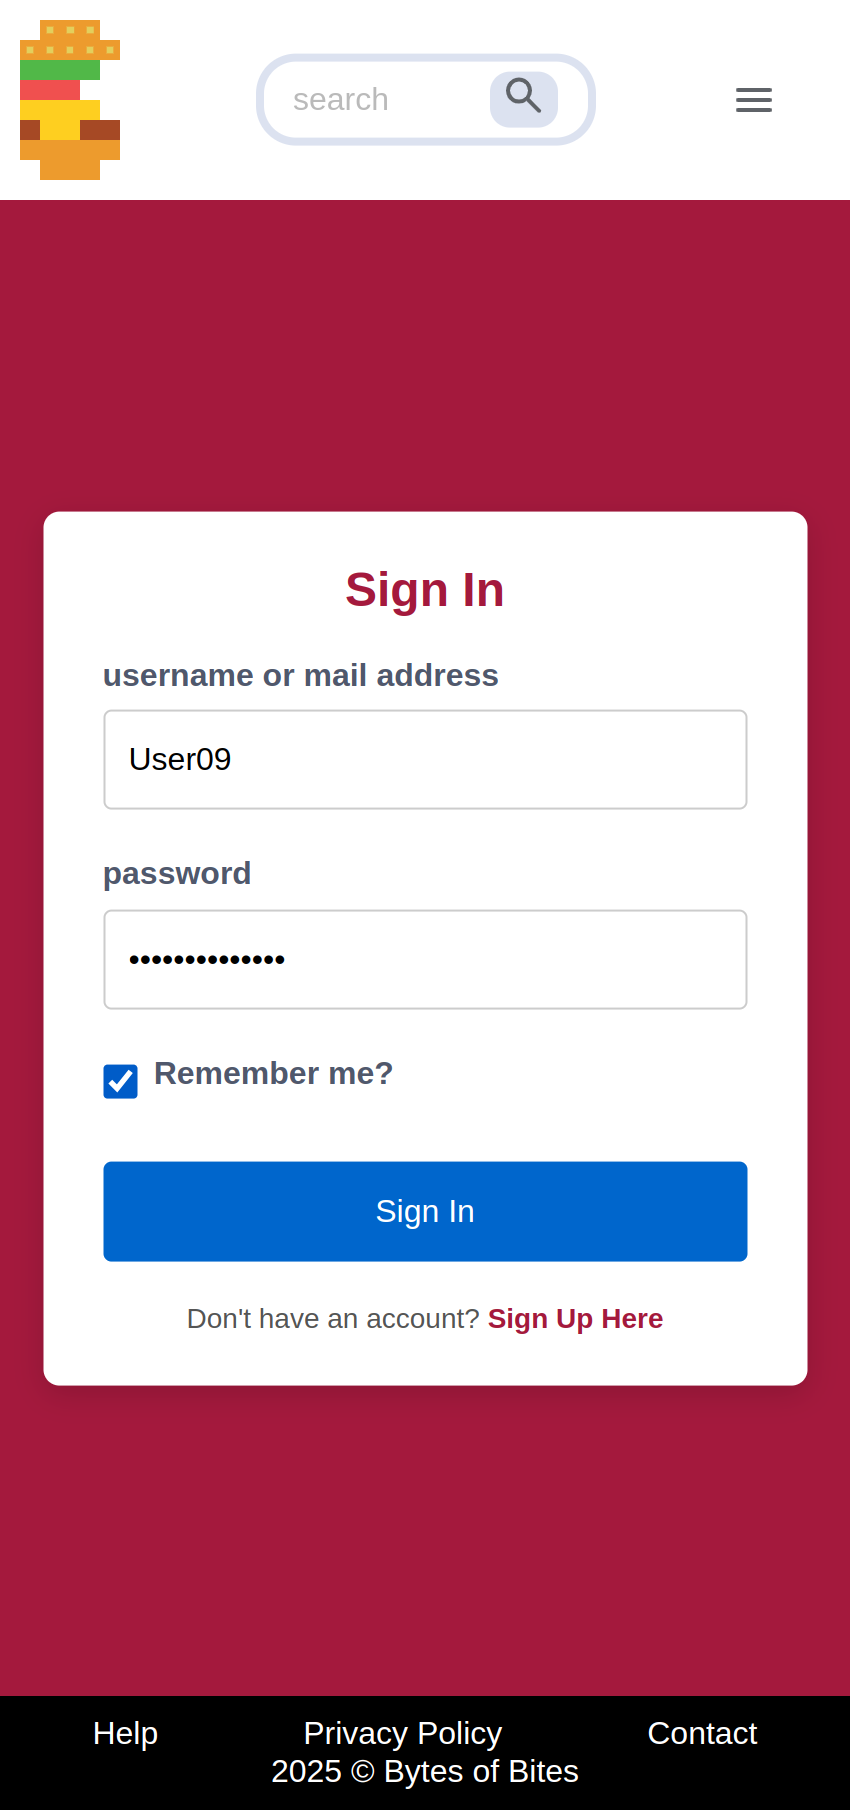 search
Sign In
username or mail address
User09
password
••••••••••••••
Remember me?
Sign In
Don't have an account? Sign Up Here
Help Privacy Policy Contact
2025 © Bytes of Bites